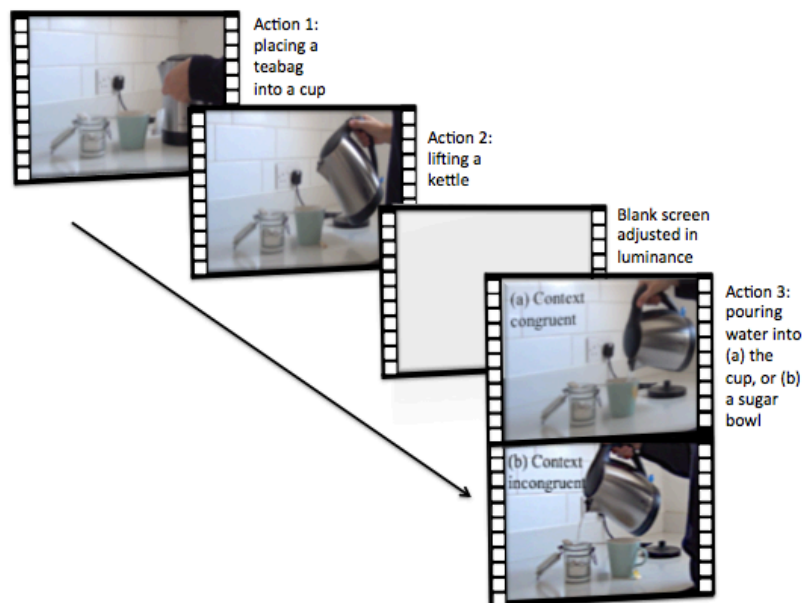 Action 1:
placing a
teabag
into a cup
Action 2:
lifting a
kettle
Blank screen
adjusted in
luminance
Action 3:
pouring
water into
(a) the
cup, or (b)
a sugar
bowl
(a) Context
congruent
(b) Context
incongruent